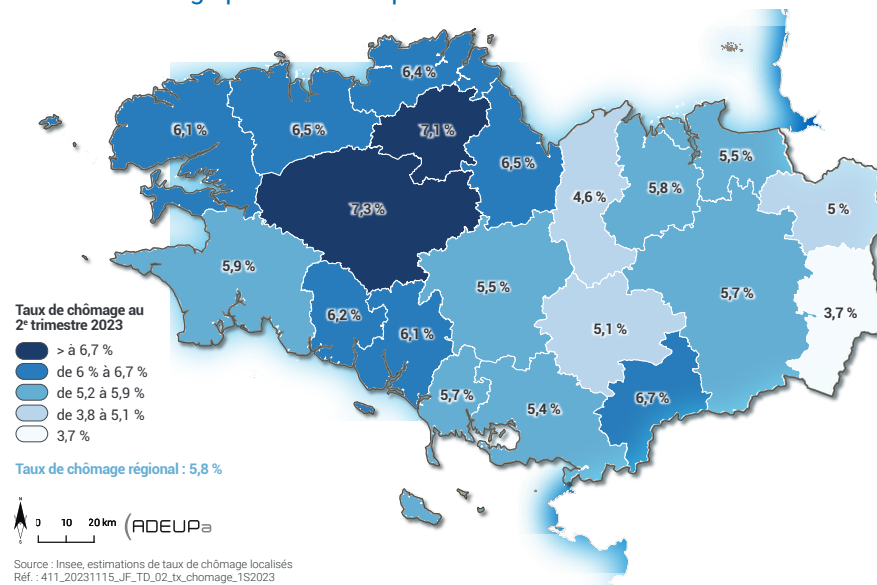 6,4 %
7,1 %
6,1 %
6,5 %
6,5 %
5,5 %
5,8 %
4,6 %
7,3 %
5 %
5,9 %
5,5 %
5,7 %
6,2 %
3,7 %
6,1 %
5,1 %
5,7 %
6,7 %
5,4 %
Taux de chômage au
2e trimestre 2023
> à 6,7 %
de 6 % à 6,7 %
de 5,2 à 5,9 %
de 3,8 à 5,1 %
3,7 %
Taux de chômage régional : 5,8 %
N
S
0 10 20 km
ADEUPa
Source : Insee, estimations de taux de chômage localisés
Réf. : 411_20231115_JF_TD_02_tx_chomage_1S2023